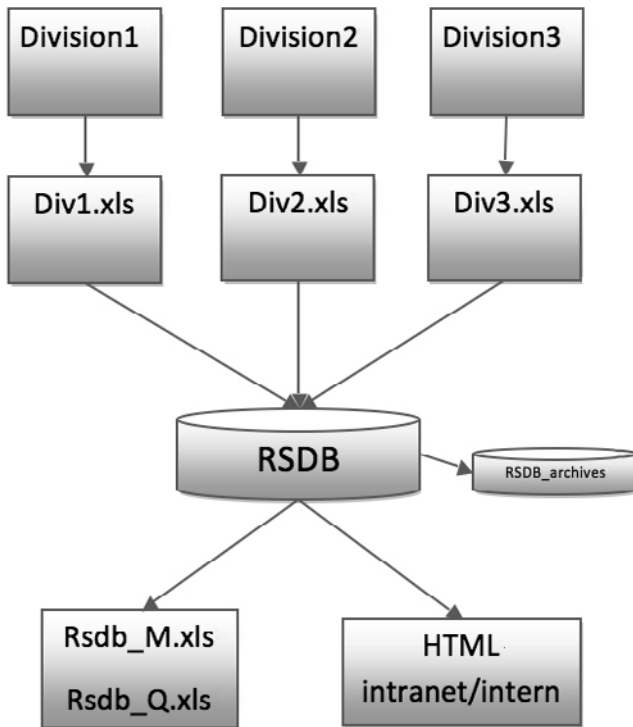 Division1
Division2
Division3
Div1.xls
Div2.xls
Div3.xls
RSDB
RSDB_archives
Rsdb_M.xls
Rsdb_Q.xls
HTML
intranet/intern